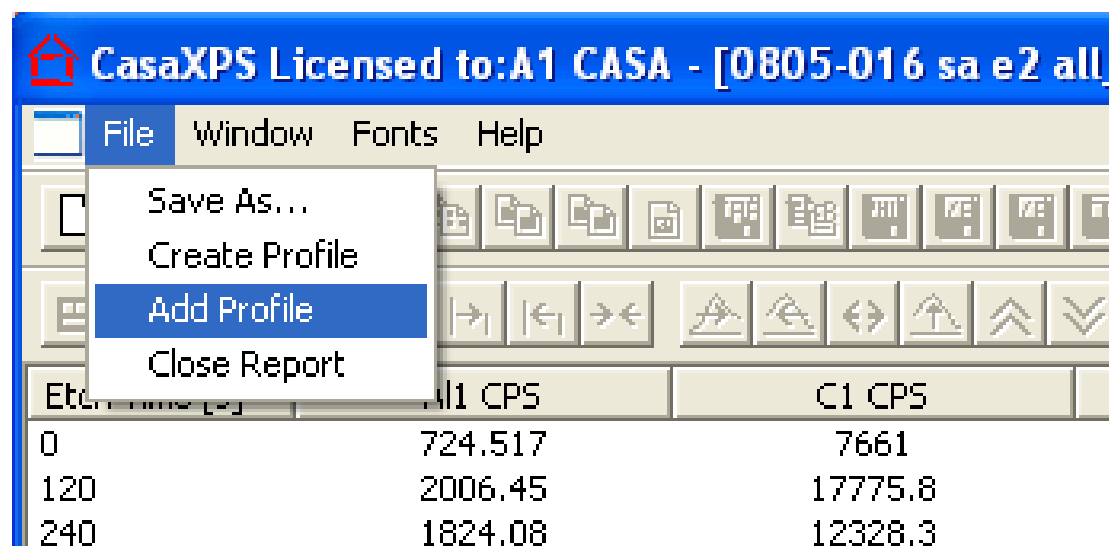 CasaXPS Licensed to:A1 CASA - [0805-016 sa e2 all_
File Window Fonts Help
Save As...
Create Profile
Add Profile
Close Report
Al1 CPS C1 CPS
0 724.517 7661
120 2006.45 17775.8
240 1824.08 12328.3